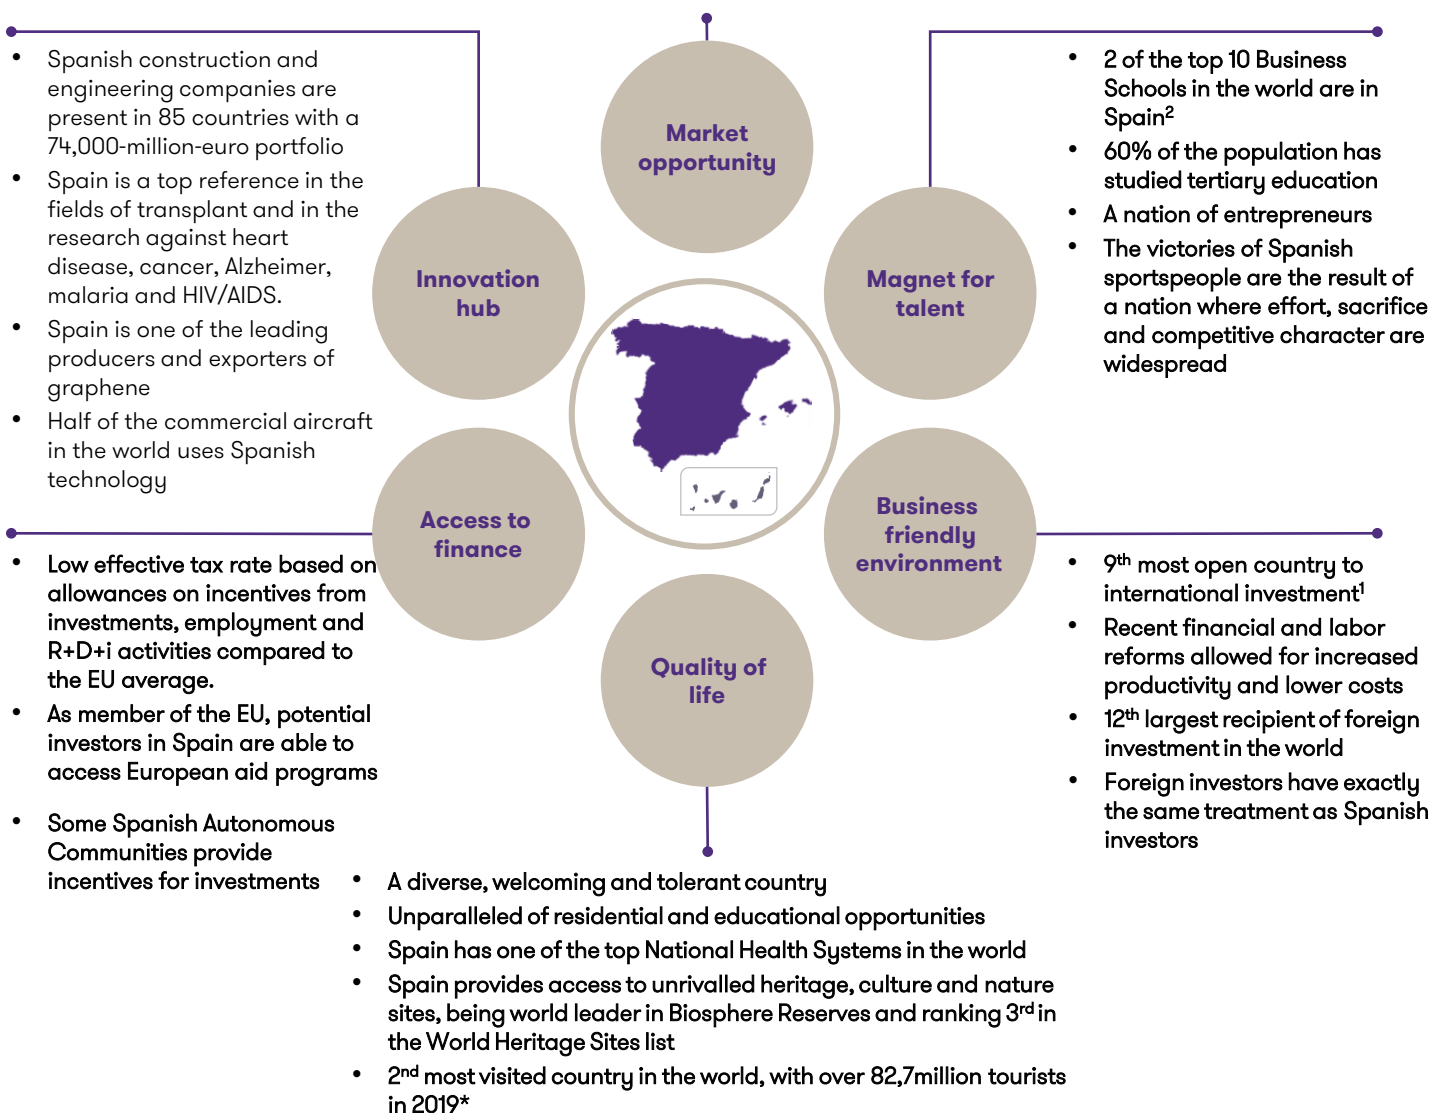 • Spanish construction and
engineering companies are
present in 85 countries with a
74,000-million-euro portfolio
• Spain is a top reference in the
fields of transplant and in the
research against heart
disease, cancer, Alzheimer,
malaria and HIV/AIDS.
• Spain is one of the leading
producers and exporters of
graphene
• Half of the commercial aircraft
in the world uses Spanish
technology
Market
opportunity
Innovation
hub
Magnet for
talent
• 2 of the top 10 Business
Schools in the world are in
Spain²
• 60% of the population has
studied tertiary education
• A nation of entrepreneurs
• The victories of Spanish
sportspeople are the result of
a nation where effort, sacrifice
and competitive character are
widespread
Access to
finance
Business
friendly
environment
Quality of
life
• Low effective tax rate based on
allowances on incentives from
investments, employment and
R+D+i activities compared to
the EU average.
• As member of the EU, potential
investors in Spain are able to
access European aid programs
• Some Spanish Autonomous
Communities provide
incentives for investments
• 9th most open country to
international investment¹
• Recent financial and labor
reforms allowed for increased
productivity and lower costs
• 12th largest recipient of foreign
investment in the world
• Foreign investors have exactly
the same treatment as Spanish
investors
• A diverse, welcoming and tolerant country
• Unparalleled of residential and educational opportunities
• Spain has one of the top National Health Systems in the world
• Spain provides access to unrivalled heritage, culture and nature
sites, being world leader in Biosphere Reserves and ranking 3rd in
the World Heritage Sites list
• 2nd most visited country in the world, with over 82,7million tourists
in 2019*